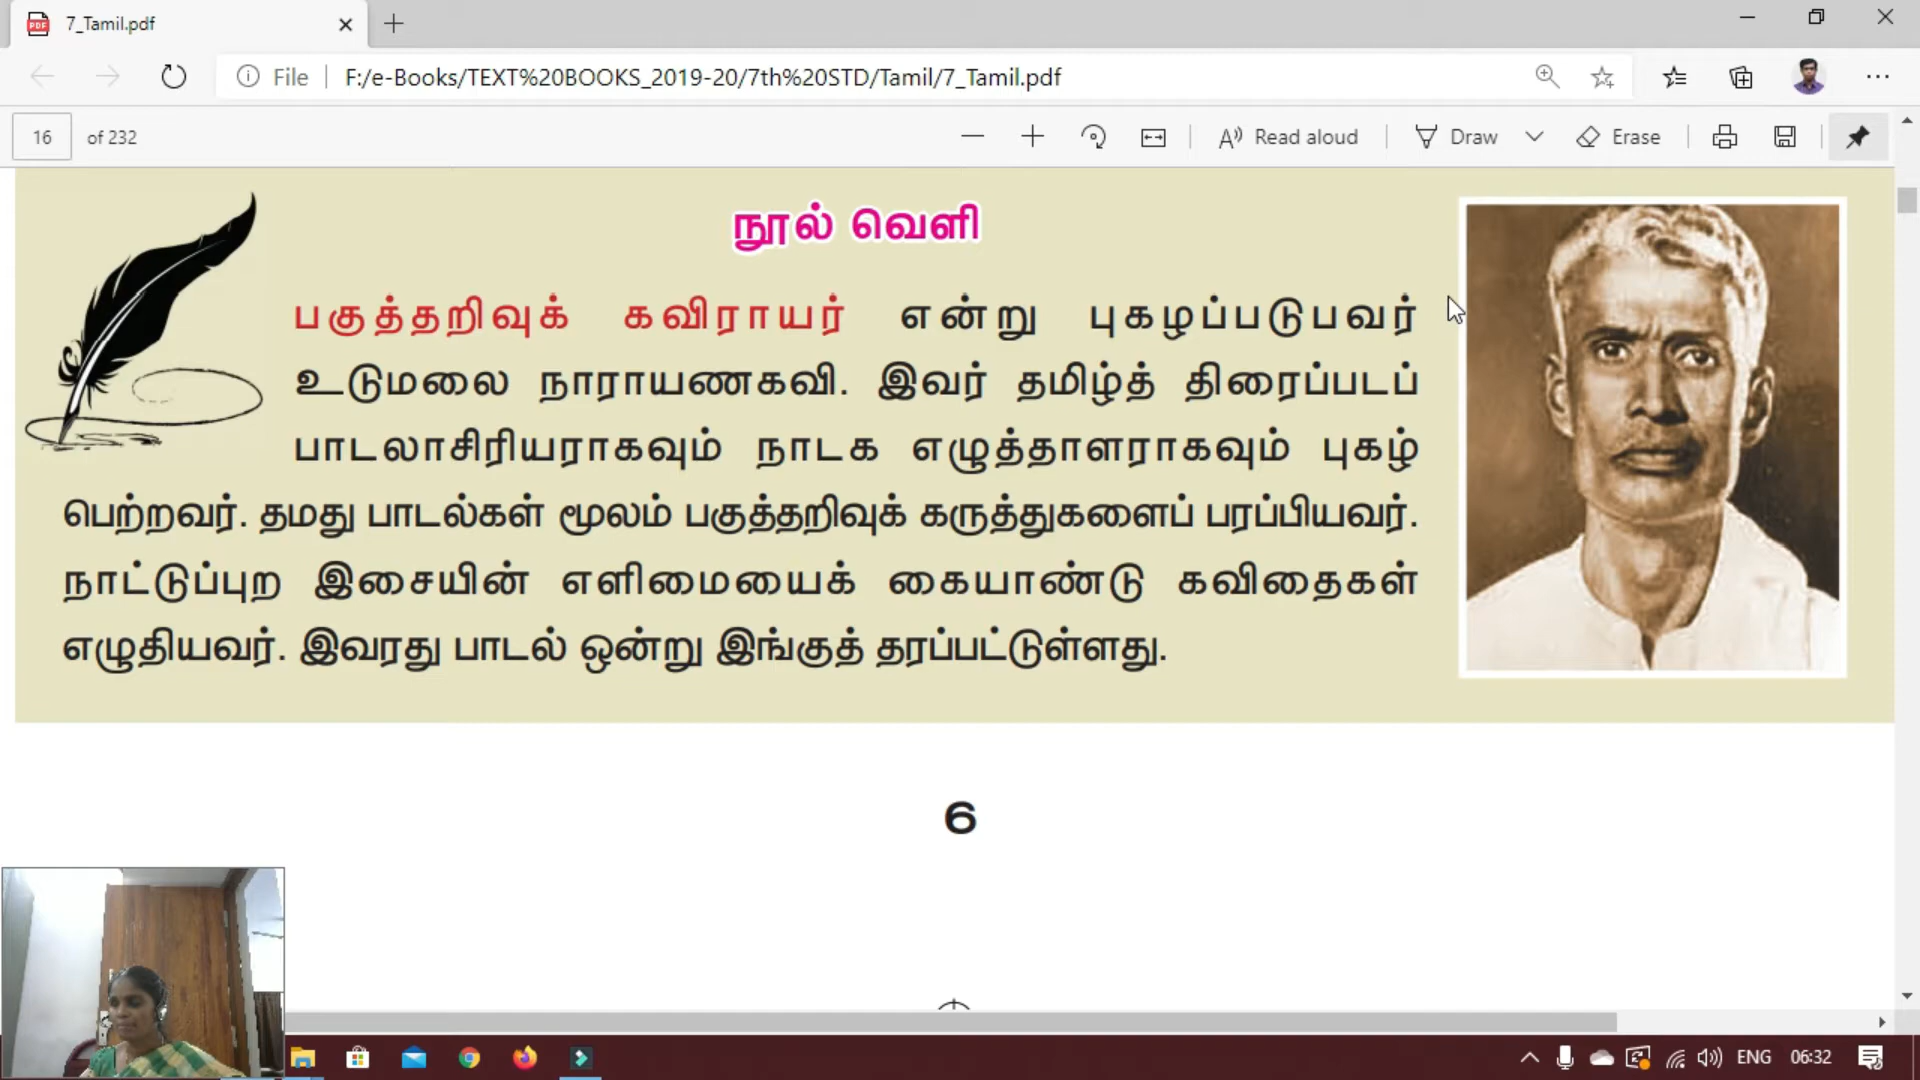 7_Tamil.pdf
File
F:/e-Books/TEXT%20BOOKS_2019-20/7th%20STD/Tamil/7_Tamil.pdf
16 of 232
Read aloud
Draw
Erase
நூல் வெளி
பகுத்தறிவுக் கவிராயர் என்று புகழப்படுபவர்
உடுமலை நாராயணகவி. இவர் தமிழ்த் திரைப்படப்
பாடலாசிரியராகவும் நாடக எழுத்தாளராகவும் புகழ்
பெற்றவர். தமது பாடல்கள் மூலம் பகுத்தறிவுக் கருத்துகளைப் பரப்பியவர்.
நாட்டுப்புற இசையின் எளிமையைக் கையாண்டு கவிதைகள்
எழுதியவர். இவரது பாடல் ஒன்று இங்குத் தரப்பட்டுள்ளது.
6
ENG 06:32